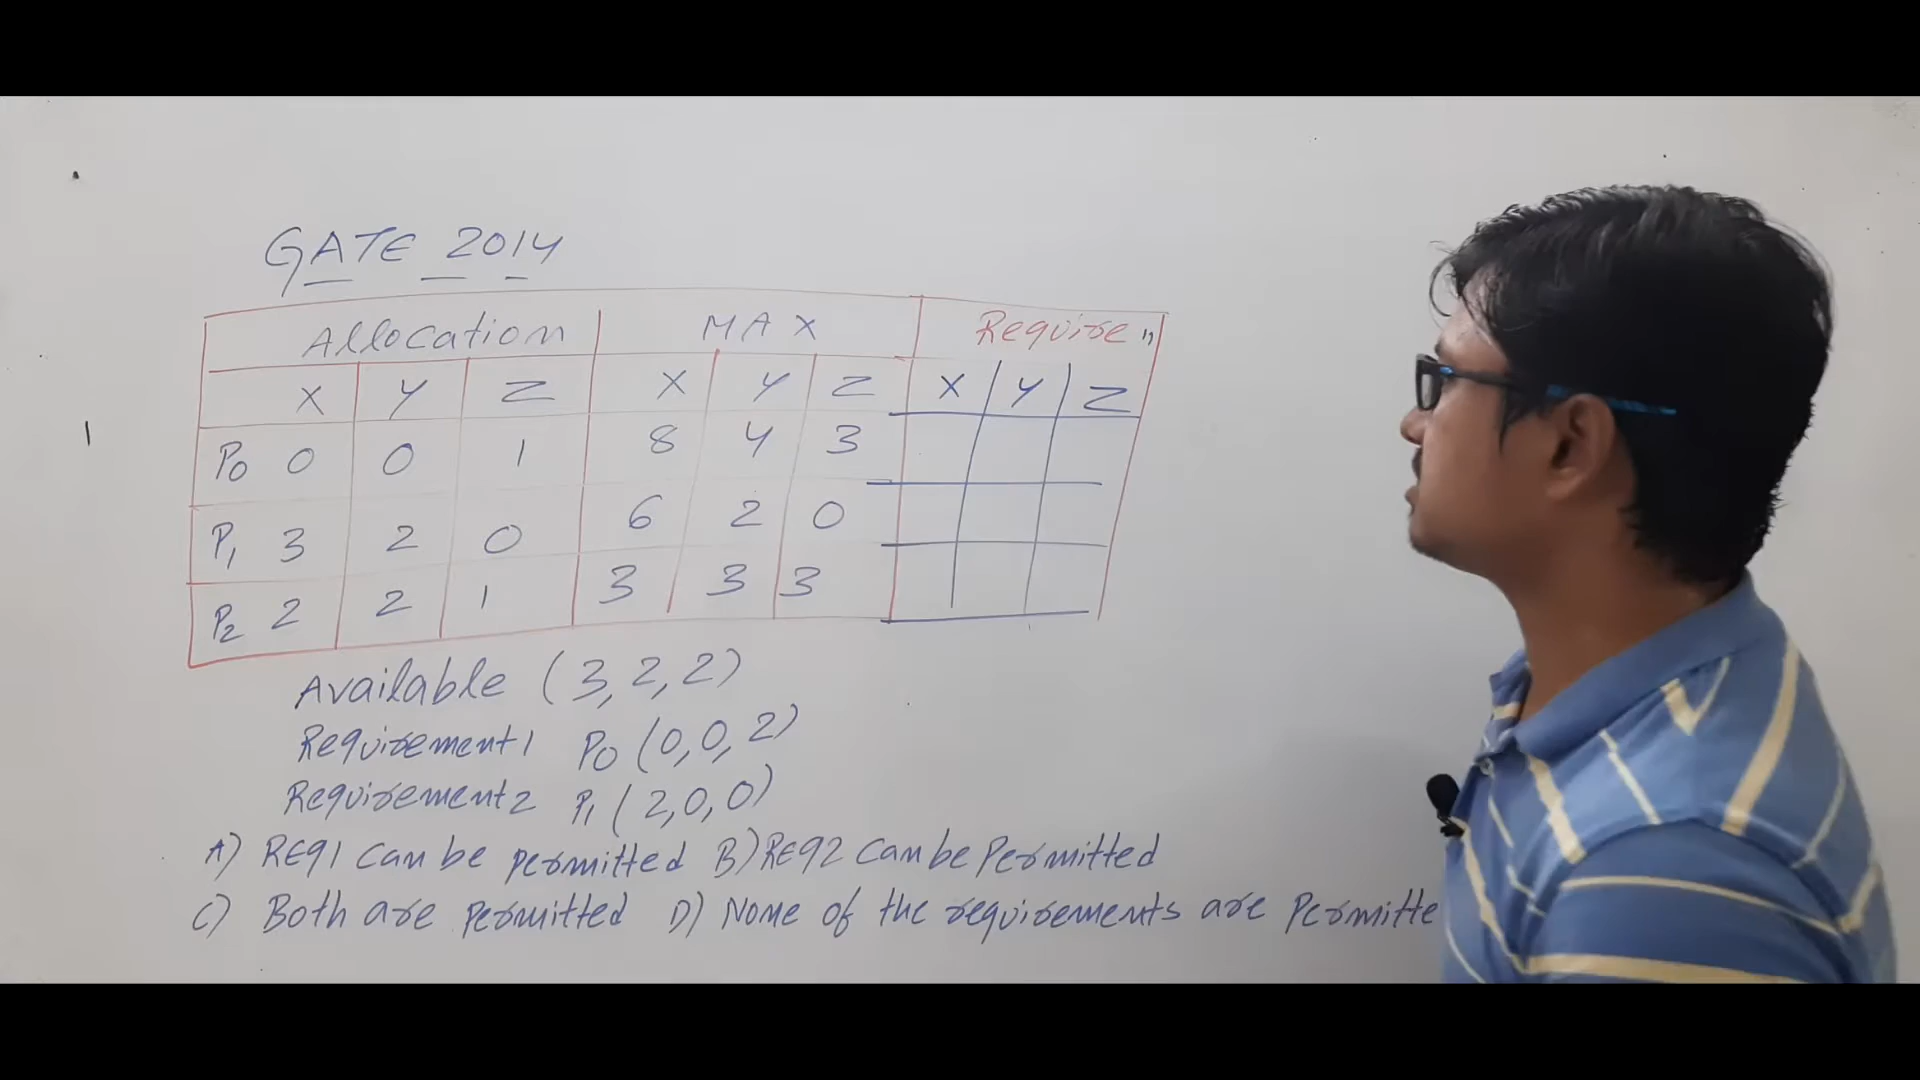 GATE 2014
Allocation MAX Require n
X Y Z X Y Z X Y Z
P0 0 0 1 8 4 3
P1 3 2 0 6 2 0
P2 2 2 1 3 3 3
Available (3, 2, 2)
Requirement1 P0 (0, 0, 2)
Requirement2 P1 (2, 0, 0)
A) REQ1 can be permitted B) REQ2 can be Permitted
C) Both are permitted D) None of the requirements are Permitte